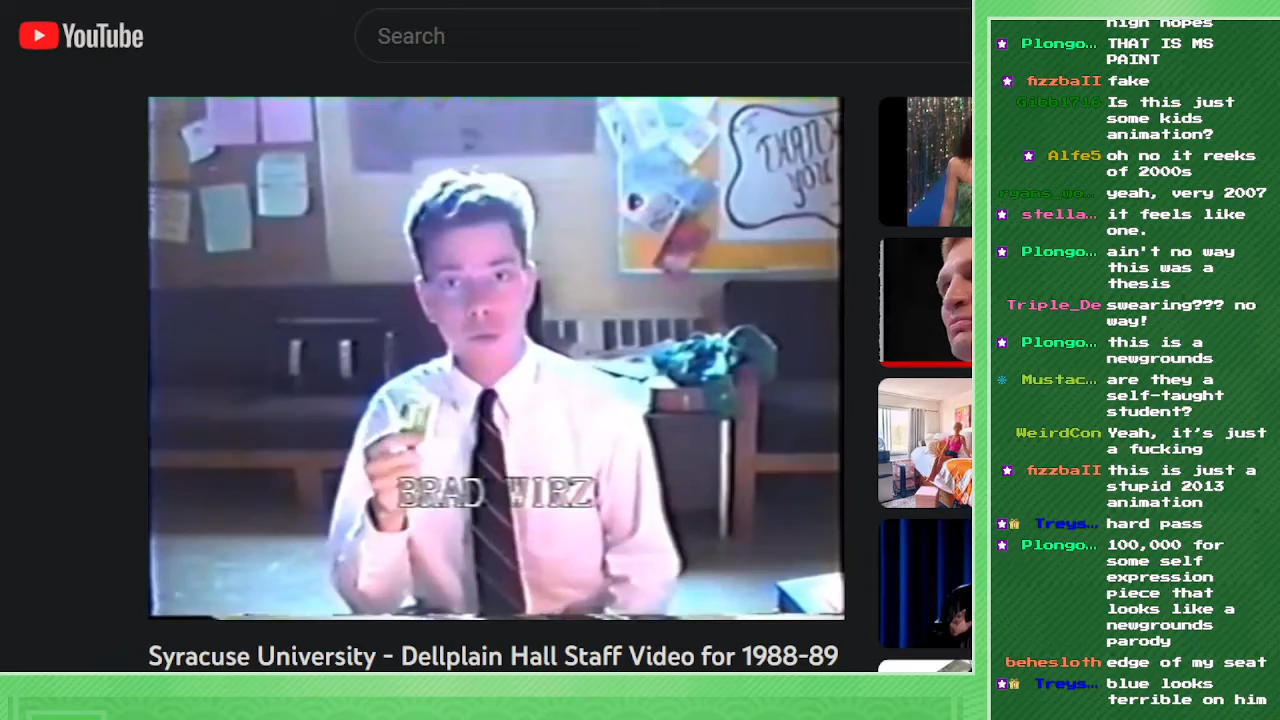 YouTube
Search
THANK
YOU
BRAD WIRZ
Syracuse University - Dellplain Hall Staff Video for 1988-89
high hopes
Plongo... THAT IS MS
PAINT
fizzbaII fake
Gibb1716 Is this just
some kids
animation?
Alfe5 oh no it reeks
of 2000s
ryans_wo... yeah, very 2007
stella... it feels like
one.
Plongo... ain't no way
this was a
thesis
Triple_De swearing??? no
way!
Plongo... this is a
newgrounds
Mustac... are they a
self-taught
student?
WeirdCon Yeah, it's just
a fucking
fizzbaII this is just a
stupid 2013
animation
Treys... hard pass
Plongo... 100,000 for
some self
expression
piece that
looks like a
newgrounds
parody
behesloth edge of my seat
Treys... blue looks
terrible on him